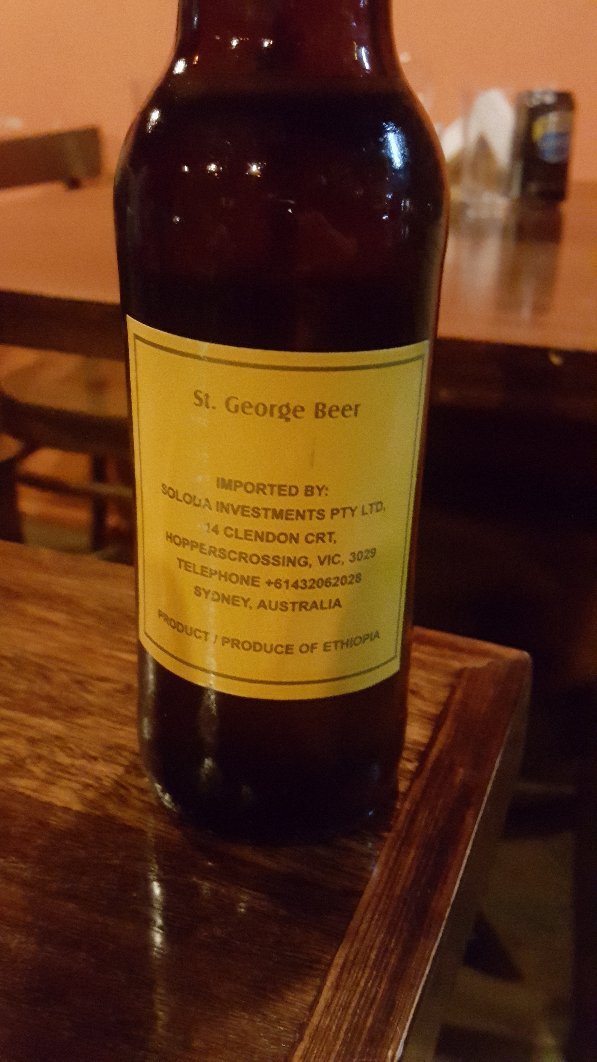 St. George Beer
IMPORTED BY:
SOLODA INVESTMENTS PTY LTD,
14 CLENDON CRT,
HOPPERSCROSSING, VIC, 3029
TELEPHONE +61432062028
SYDNEY, AUSTRALIA
PRODUCT / PRODUCE OF ETHIOPIA